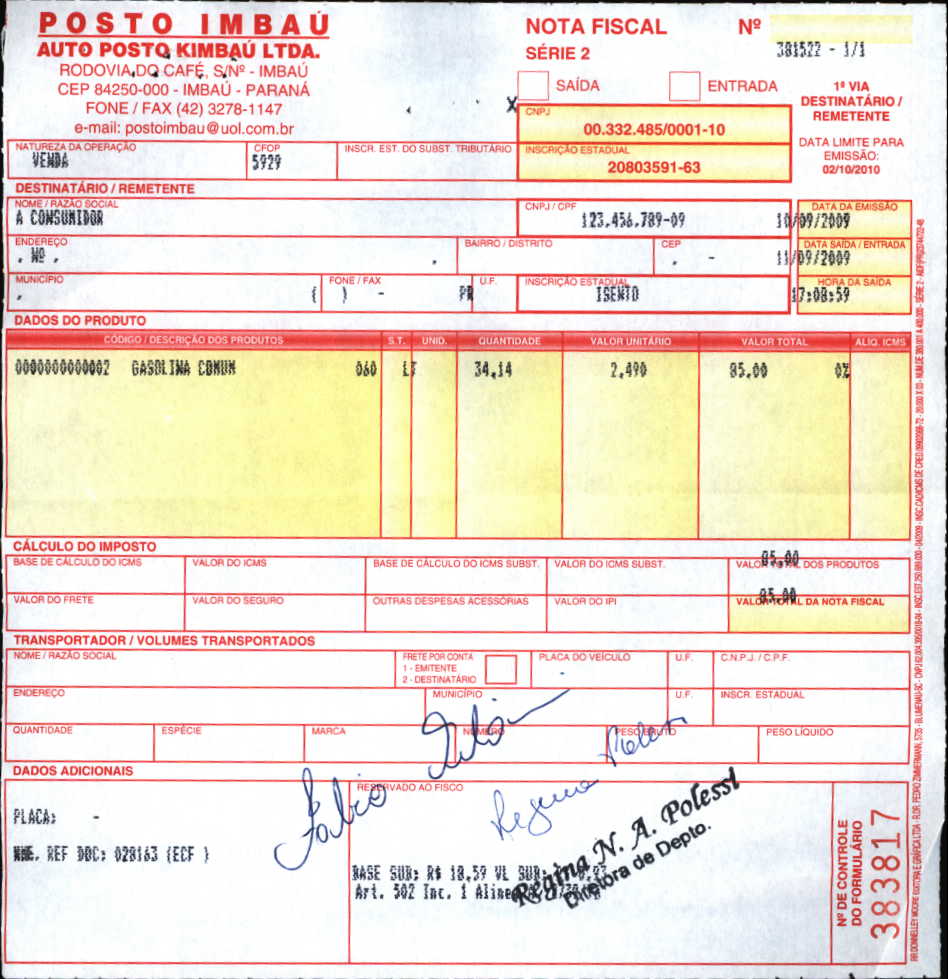 POSTO IMBAÚ
AUTO POSTO KIMBAÚ LTDA.
RODOVIA DO CAFÉ, S/Nº - IMBAÚ
CEP 84250-000 - IMBAÚ - PARANÁ
FONE / FAX (42) 3278-1147
e-mail: postoimbau@uol.com.br
NOTA FISCAL Nº
SÉRIE 2
381522 - 1/1
SAÍDA ENTRADA
X
1ª VIA
DESTINATÁRIO /
REMETENTE
DATA LIMITE PARA
EMISSÃO:
02/10/2010
CNPJ
00.332.485/0001-10
NATUREZA DA OPERAÇÃO CFOP INSCR. EST. DO SUBST. TRIBUTÁRIO INSCRIÇÃO ESTADUAL
VENDA 5929 20803591-63
DESTINATÁRIO / REMETENTE
NOME / RAZÃO SOCIAL CNPJ / CPF DATA DA EMISSÃO
A CONSUMIDOR 123.456.789-09 10/09/2009
ENDEREÇO BAIRRO / DISTRITO CEP DATA SAÍDA / ENTRADA
, Nº , , . - 11/09/2009
MUNICÍPIO FONE / FAX U.F. INSCRIÇÃO ESTADUAL HORA DA SAÍDA
, ( ) - PR ISENTO 17:08:59
DADOS DO PRODUTO
CÓDIGO / DESCRIÇÃO DOS PRODUTOS S.T. UNID. QUANTIDADE VALOR UNITÁRIO VALOR TOTAL ALIQ. ICMS
0000000000002 GASOLINA COMUM 060 LT 34,14 2,490 85,00 0%
CÁLCULO DO IMPOSTO
BASE DE CÁLCULO DO ICMS VALOR DO ICMS BASE DE CÁLCULO DO ICMS SUBST. VALOR DO ICMS SUBST. VALOR TOTAL DOS PRODUTOS
85,00
VALOR DO FRETE VALOR DO SEGURO OUTRAS DESPESAS ACESSÓRIAS VALOR DO IPI VALOR TOTAL DA NOTA FISCAL
85,00
TRANSPORTADOR / VOLUMES TRANSPORTADOS
NOME / RAZÃO SOCIAL FRETE POR CONTA PLACA DO VEÍCULO U.F. C.N.P.J. / C.P.F.
1 - EMITENTE
2 - DESTINATÁRIO
-
ENDEREÇO MUNICÍPIO U.F. INSCR. ESTADUAL
QUANTIDADE ESPÉCIE MARCA NÚMERO PESO BRUTO PESO LÍQUIDO
DADOS ADICIONAIS
RESERVADO AO FISCO
PLACA: -
NUM. REF DOC: 028163 (ECF )
Fabio
Regina Polessi
Regina N. A. Polessi
Diretora de Depto.
BASE SUB: R$ 18,59 VL SUB:
Art. 502 Inc. 1
Nº DE CONTROLE
DO FORMULÁRIO
383817